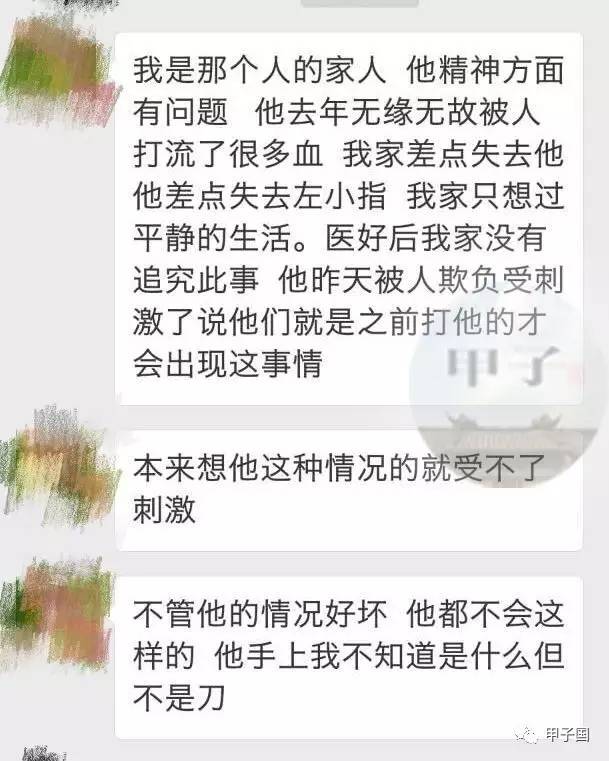 我是那个人的家人 他精神方面
有问题 他去年无缘无故被人
打流了很多血 我家差点失去他
他差点失去左小指 我家只想过
平静的生活。医好后我家没有
追究此事 他昨天被人欺负受刺
激了说他们就是之前打他的才
会出现这事情
甲子
本来想他这种情况的就受不了
刺激
不管他的情况好坏 他都不会这
样的 他手上我不知道是什么但
不是刀
甲子国